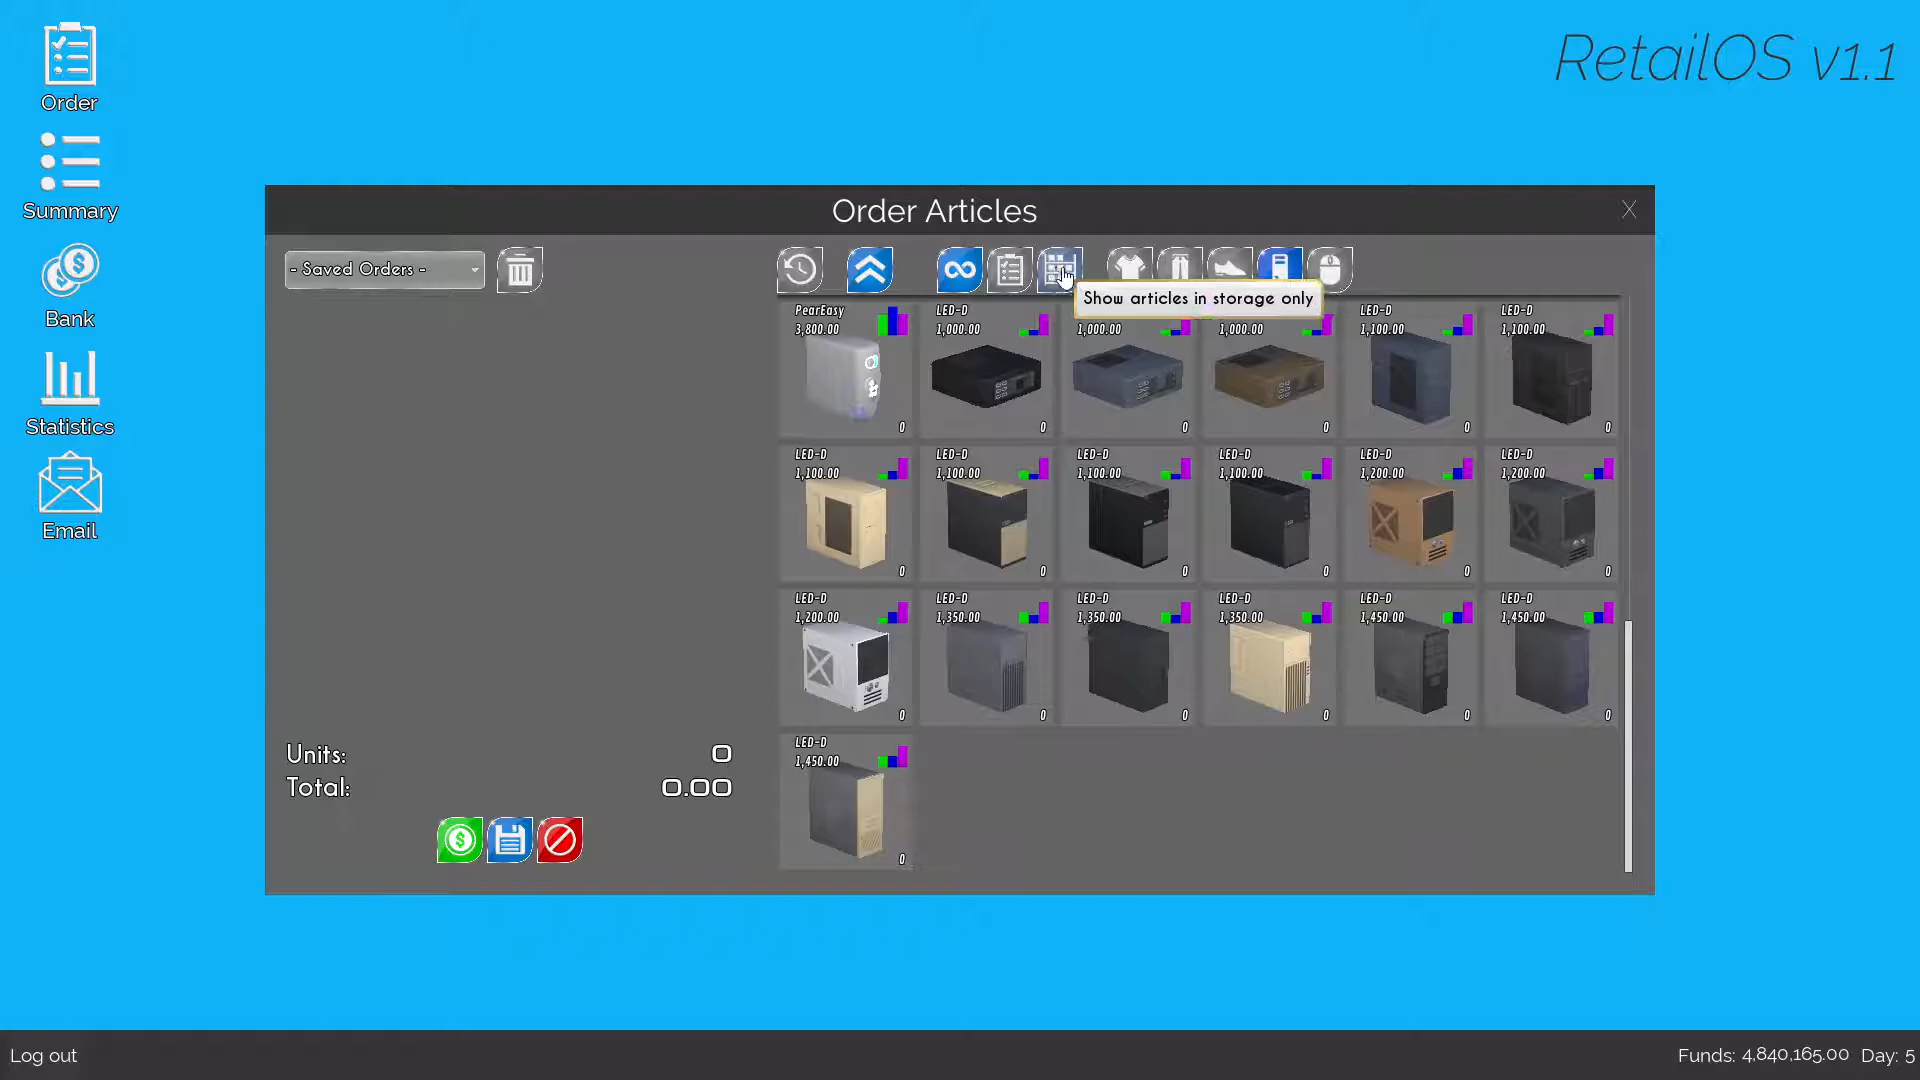 RetailOS v1.1
Order
Summary
Bank
Statistics
Email
Order Articles
X
- Saved Orders -
Show articles in storage only
PearEasy
3,800.00
0
LED-D
1,000.00
0
1,000.00
0
1,000.00
0
LED-D
1,100.00
0
LED-D
1,100.00
0
LED-D
1,100.00
0
LED-D
1,100.00
0
LED-D
1,100.00
0
LED-D
1,100.00
0
LED-D
1,200.00
0
LED-D
1,200.00
0
LED-D
1,200.00
0
LED-D
1,350.00
0
LED-D
1,350.00
0
LED-D
1,350.00
0
LED-D
1,450.00
0
LED-D
1,450.00
0
LED-D
1,450.00
0
Units: 0
Total: 0.00
Log out
Funds: 4,840,165.00 Day: 5